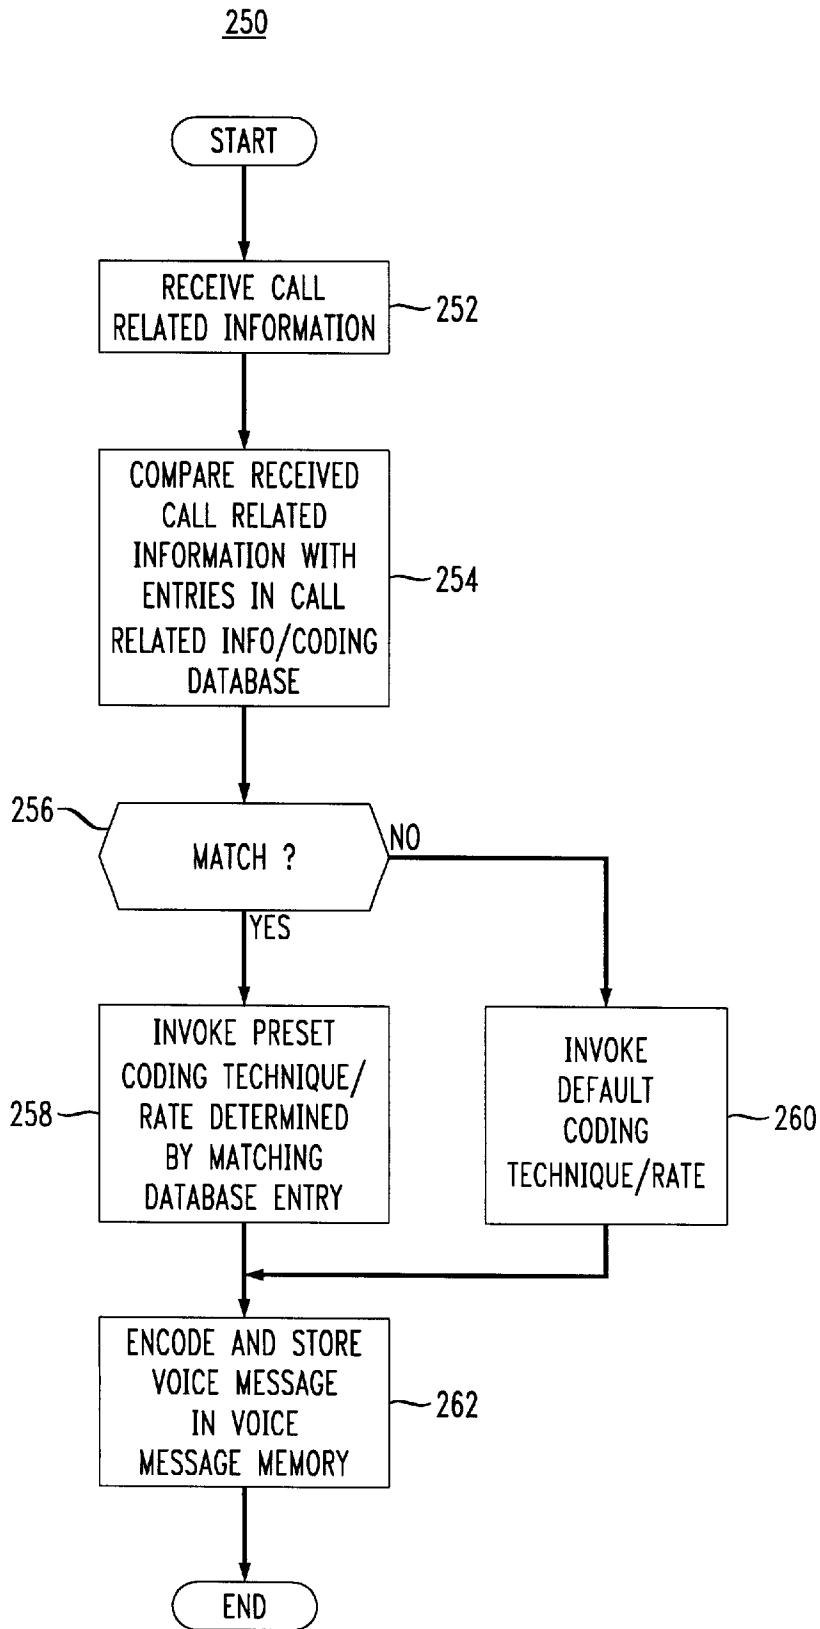 250
START
RECEIVE CALL
RELATED INFORMATION
252
COMPARE RECEIVED
CALL RELATED
INFORMATION WITH
ENTRIES IN CALL
RELATED INFO/CODING
DATABASE
254
256
MATCH ?
NO
YES
INVOKE PRESET
CODING TECHNIQUE/
RATE DETERMINED
BY MATCHING
DATABASE ENTRY
258
INVOKE
DEFAULT
CODING
TECHNIQUE/RATE
260
ENCODE AND STORE
VOICE MESSAGE
IN VOICE
MESSAGE MEMORY
262
END